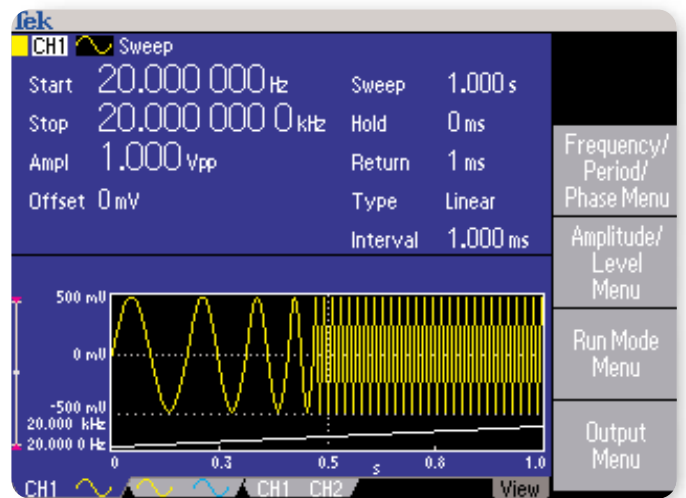 Tek
CH1 Sweep
Start 20.000 000 Hz Sweep 1.000 s
Stop 20.000 000 0 kHz Hold 0 ms
Ampl 1.000 Vpp Return 1 ms
Offset 0 mV Type Linear
Interval 1.000 ms
Frequency/
Period/
Phase Menu
Amplitude/
Level
Menu
Run Mode
Menu
Output
Menu
500 mV
0 mV
-500 mV
20.000 kHz
20.000 0 Hz
0 0.3 0.5 s 0.8 1.0
CH1 CH1 CH2 View